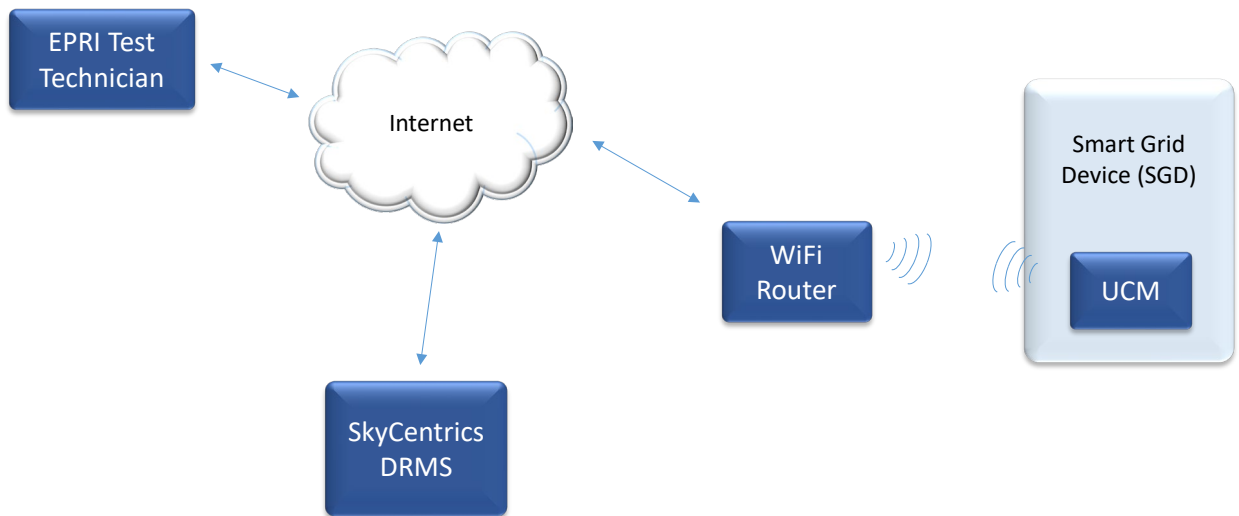 EPRI Test
Technician
Internet
Smart Grid
Device (SGD)
WiFi
Router
UCM
SkyCentrics
DRMS